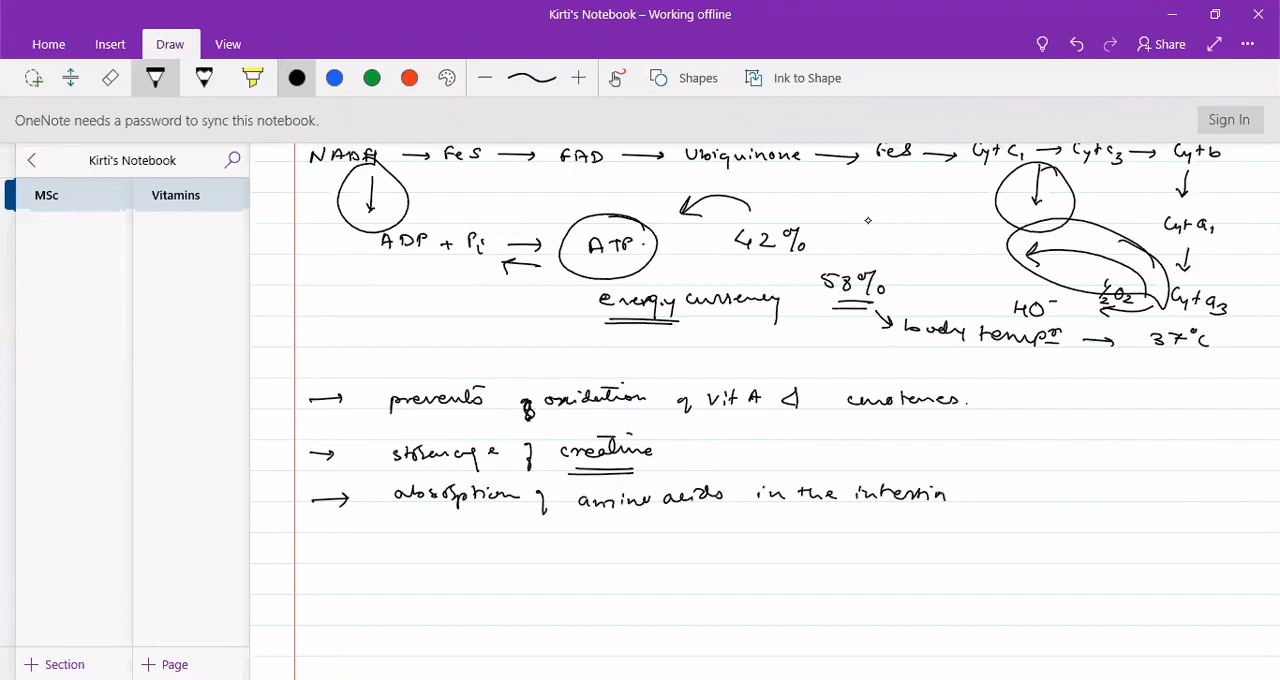 Kirti's Notebook – Working offline
Home Insert Draw View Share
Shapes Ink to Shape
OneNote needs a password to sync this notebook. Sign In
Kirti's Notebook
MSc Vitamins
NADH → FeS → FAD → Ubiquinone → FeS → Cyt c₁ → Cyt c₃ → Cyt b
Cyt a₁
ADP + Pi ATP 42%
58%
energy currency 4O⁻ ½O₂ Cyt a₃
body tempr → 37°C
→ prevents oxidation of vit A & carotenes.
→ storage of creatine
→ absorption of amino acids in the intestin
+ Section + Page